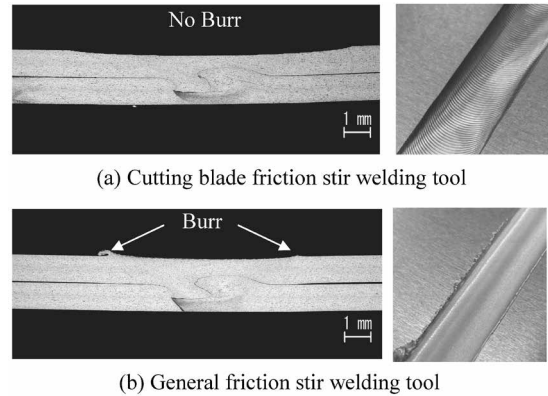 No Burr
1 mm
(a) Cutting blade friction stir welding tool
Burr
1 mm
(b) General friction stir welding tool